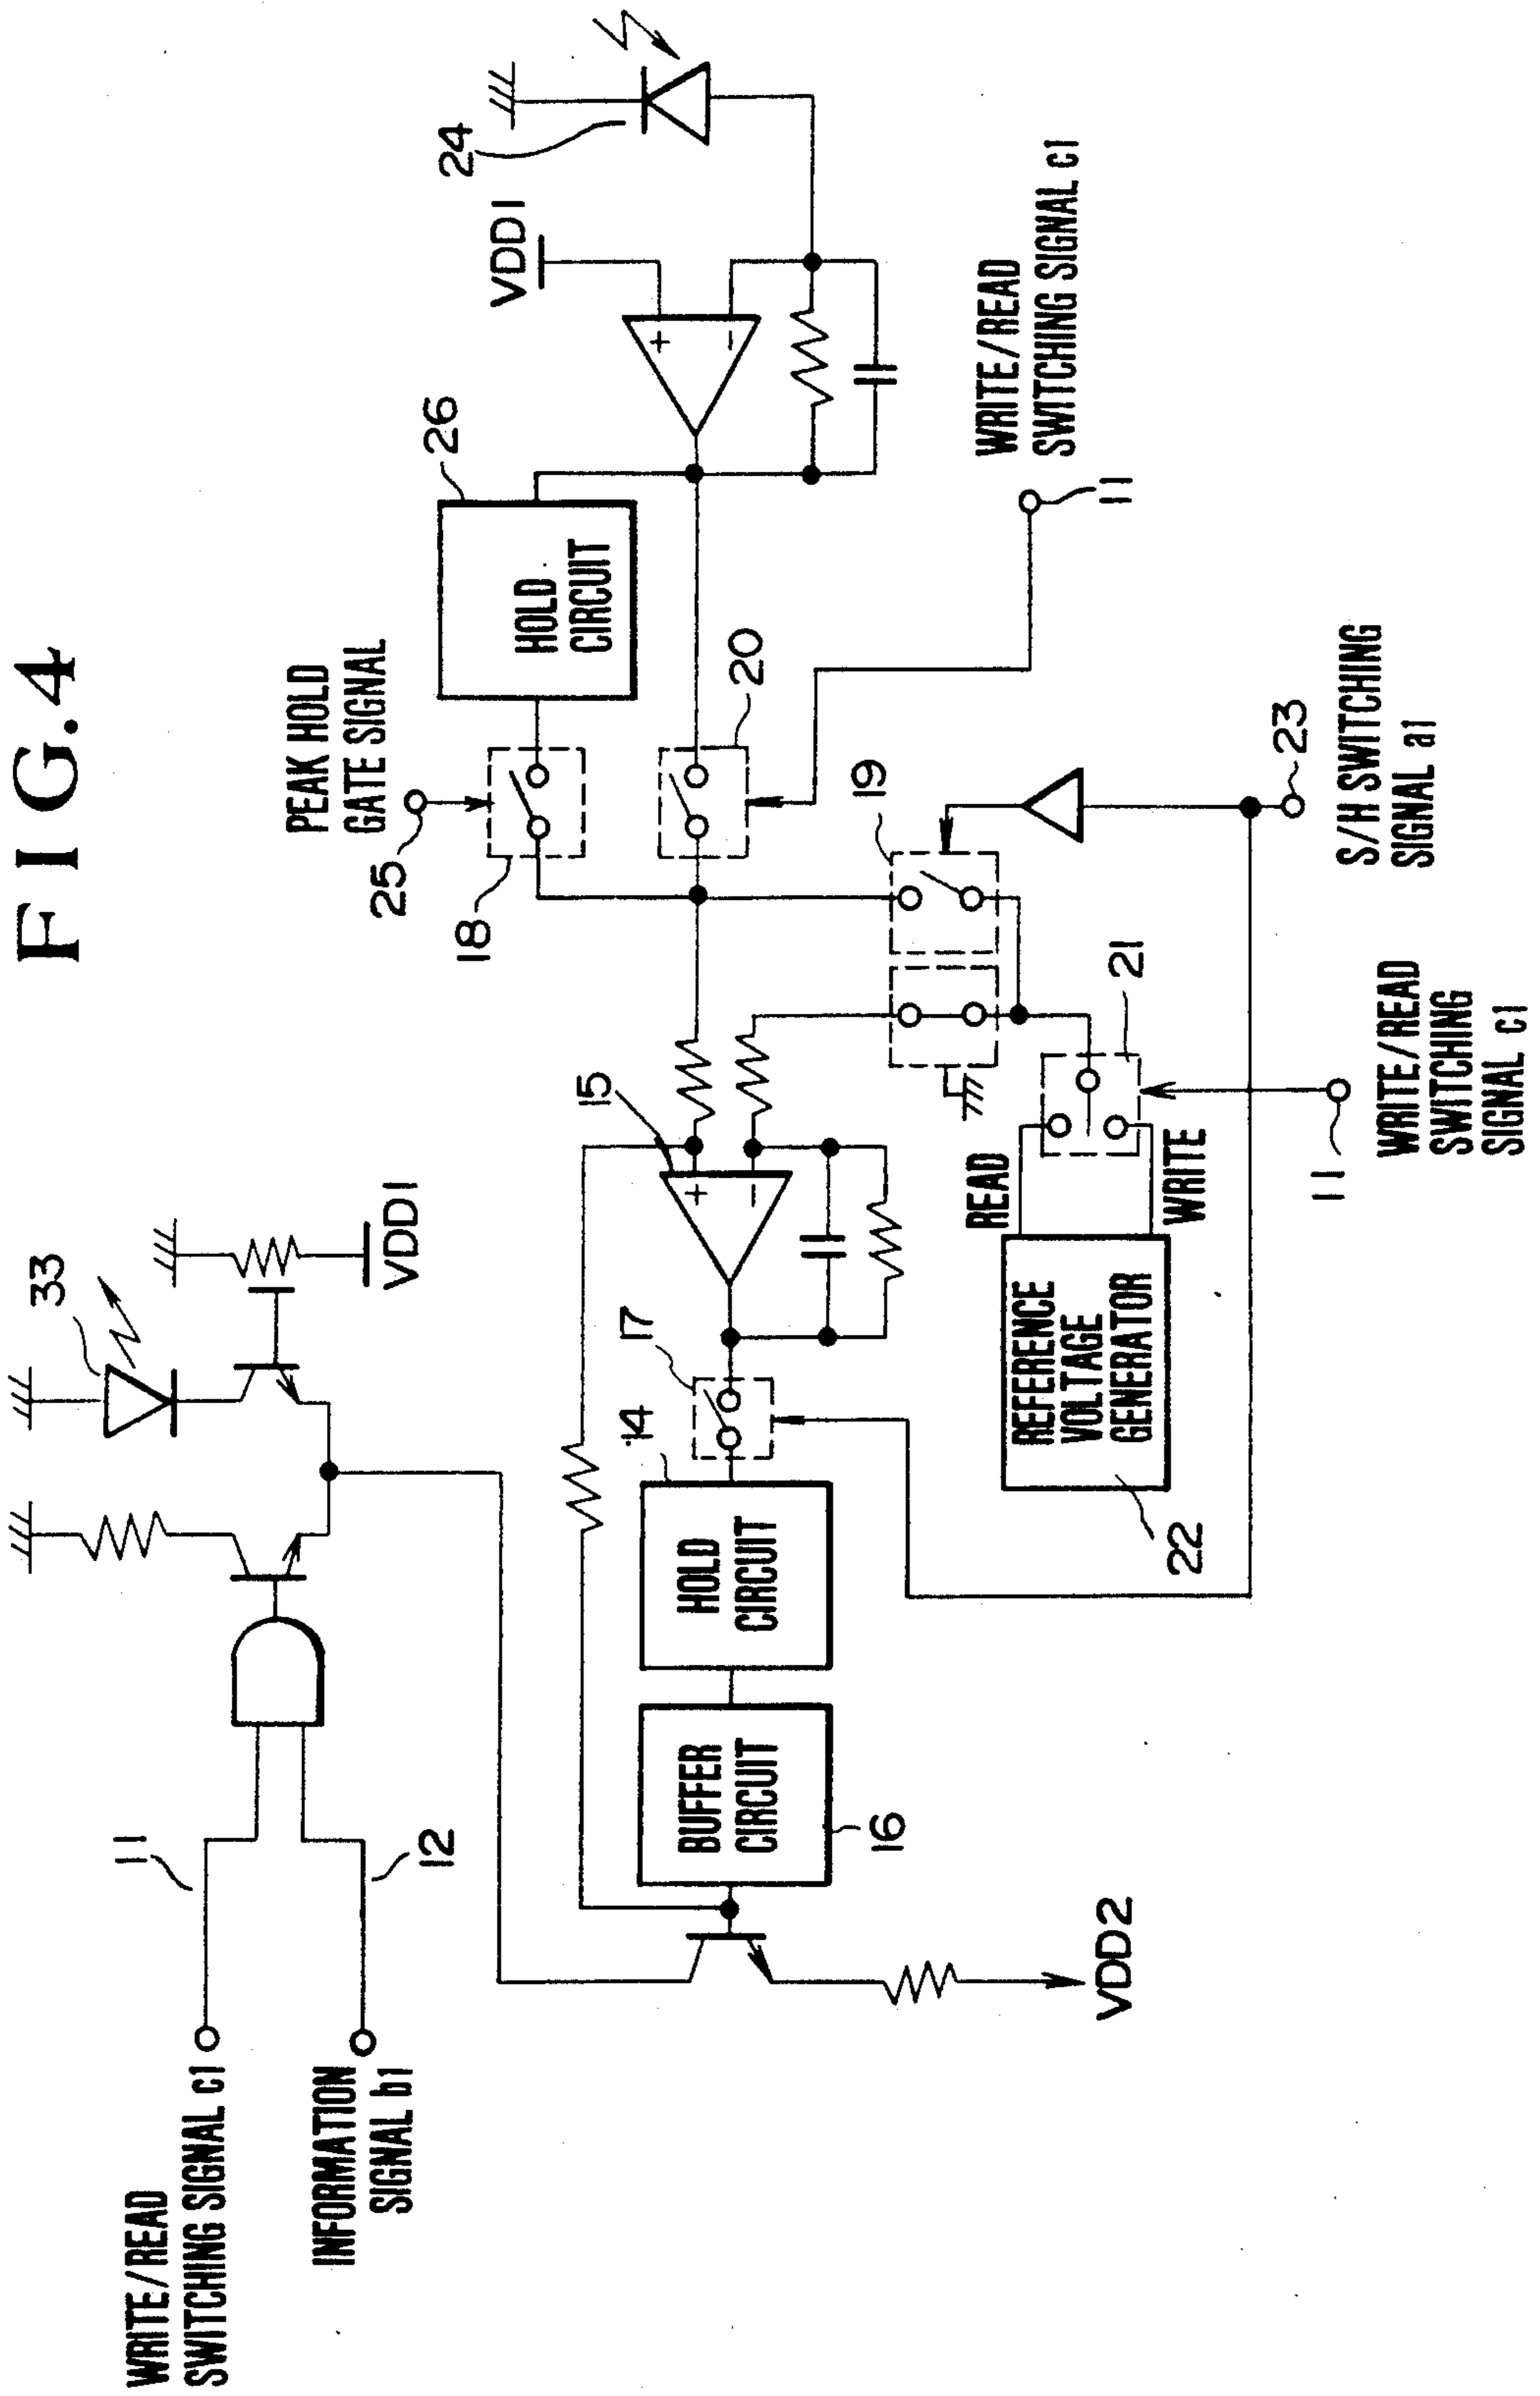 FIG.4
WRITE/READ
SWITCHING SIGNAL c1
11
INFORMATION
SIGNAL b1
12
33
VDD1
PEAK HOLD
GATE SIGNAL
25
18
26
HOLD
CIRCUIT
VDD1
24
20
WRITE/READ
SWITCHING SIGNAL c1
11
19
15
+
−
+
−
17
14
HOLD
CIRCUIT
BUFFER
CIRCUIT
16
VDD2
READ
WRITE
21
REFERENCE
VOLTAGE
GENERATOR
22
11
WRITE/READ
SWITCHING
SIGNAL c1
23
S/H SWITCHING
SIGNAL a1